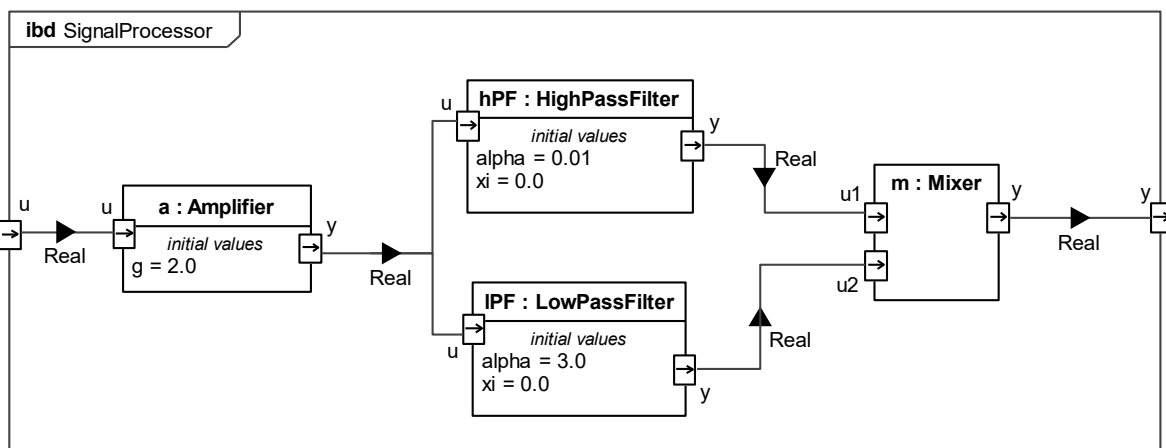 ibd SignalProcessor
u
Real
u
a : Amplifier
initial values
g = 2.0
y
Real
u
hPF : HighPassFilter
initial values
alpha = 0.01
xi = 0.0
y
Real
u
lPF : LowPassFilter
initial values
alpha = 3.0
xi = 0.0
y
Real
u1
u2
m : Mixer
y
Real
y